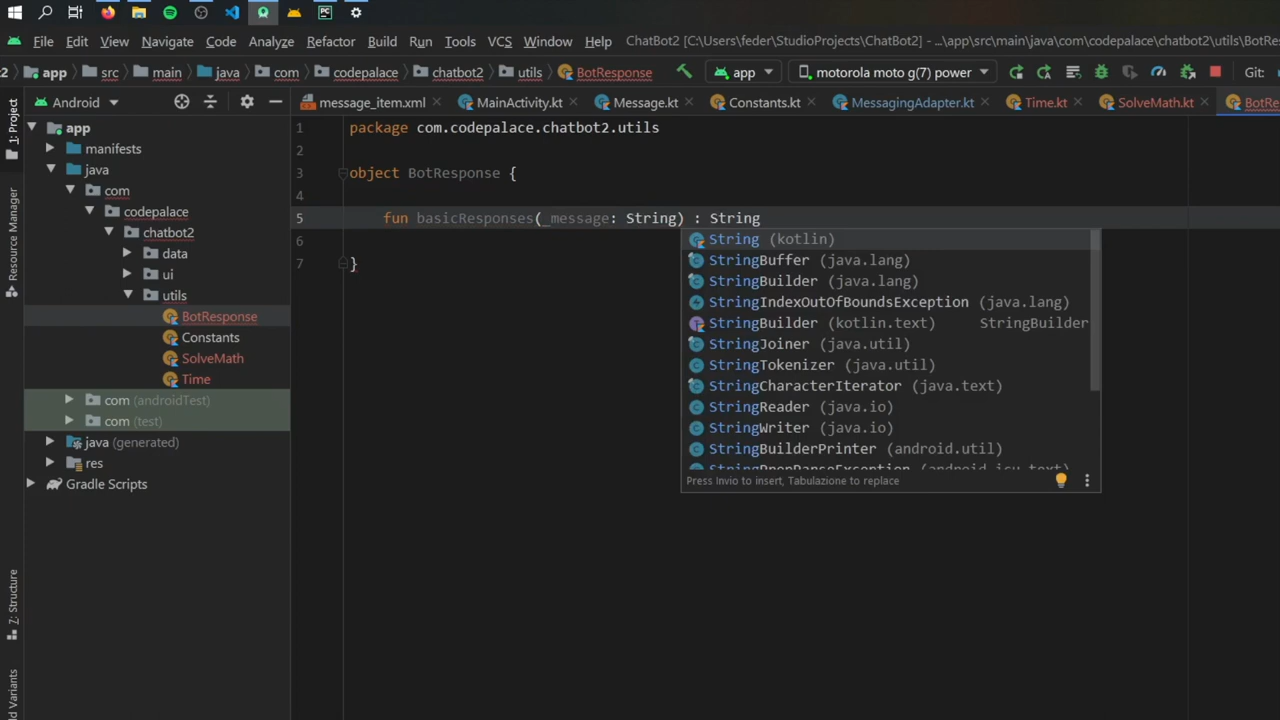 File Edit View Navigate Code Analyze Refactor Build Run Tools VCS Window Help ChatBot2 [C:\Users\feder\StudioProjects\ChatBot2] - ...\app\src\main\java\com\codepalace\chatbot2\utils\BotRes
2 app src main java com codepalace chatbot2 utils BotResponse app motorola moto g(7) power Git:
Android
message_item.xml MainActivity.kt Message.kt Constants.kt MessagingAdapter.kt Time.kt SolveMath.kt BotRe
1: Project
Resource Manager
Z: Structure
app
manifests
java
com
codepalace
chatbot2
data
ui
utils
BotResponse
Constants
SolveMath
Time
com (androidTest)
com (test)
java (generated)
res
Gradle Scripts
1 package com.codepalace.chatbot2.utils
2
3 object BotResponse {
4
5 fun basicResponses(_message: String) : String
6
7 }
String (kotlin)
StringBuffer (java.lang)
StringBuilder (java.lang)
StringIndexOutOfBoundsException (java.lang)
StringBuilder (kotlin.text) StringBuilder
StringJoiner (java.util)
StringTokenizer (java.util)
StringCharacterIterator (java.text)
StringReader (java.io)
StringWriter (java.io)
StringBuilderPrinter (android.util)
Press Invio to insert, Tabulazione to replace